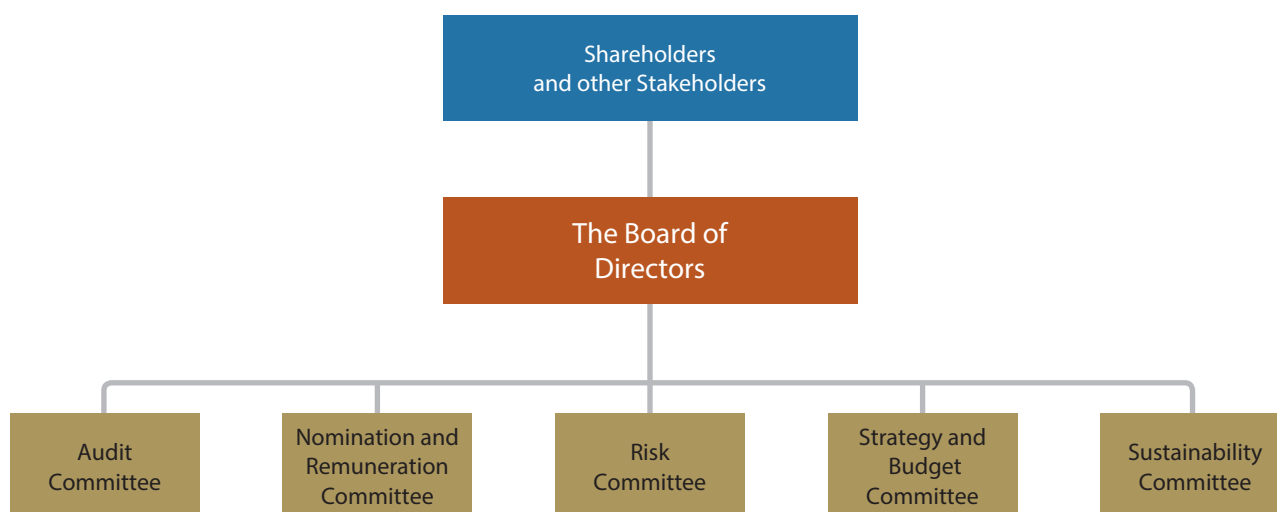 Shareholders
and other Stakeholders
The Board of
Directors
Audit
Committee
Nomination and
Remuneration
Committee
Risk
Committee
Strategy and
Budget
Committee
Sustainability
Committee